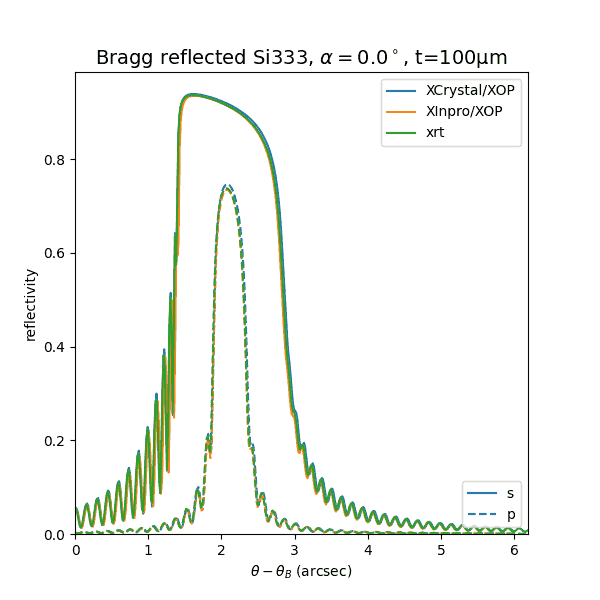 Bragg reflected Si333, α = 0.0°, t=100μm
XCrystal/XOP
XInpro/XOP
xrt
0.8
0.6
0.4
0.2
0.0
reflectivity
s
p
0 1 2 3 4 5 6
θ − θB (arcsec)